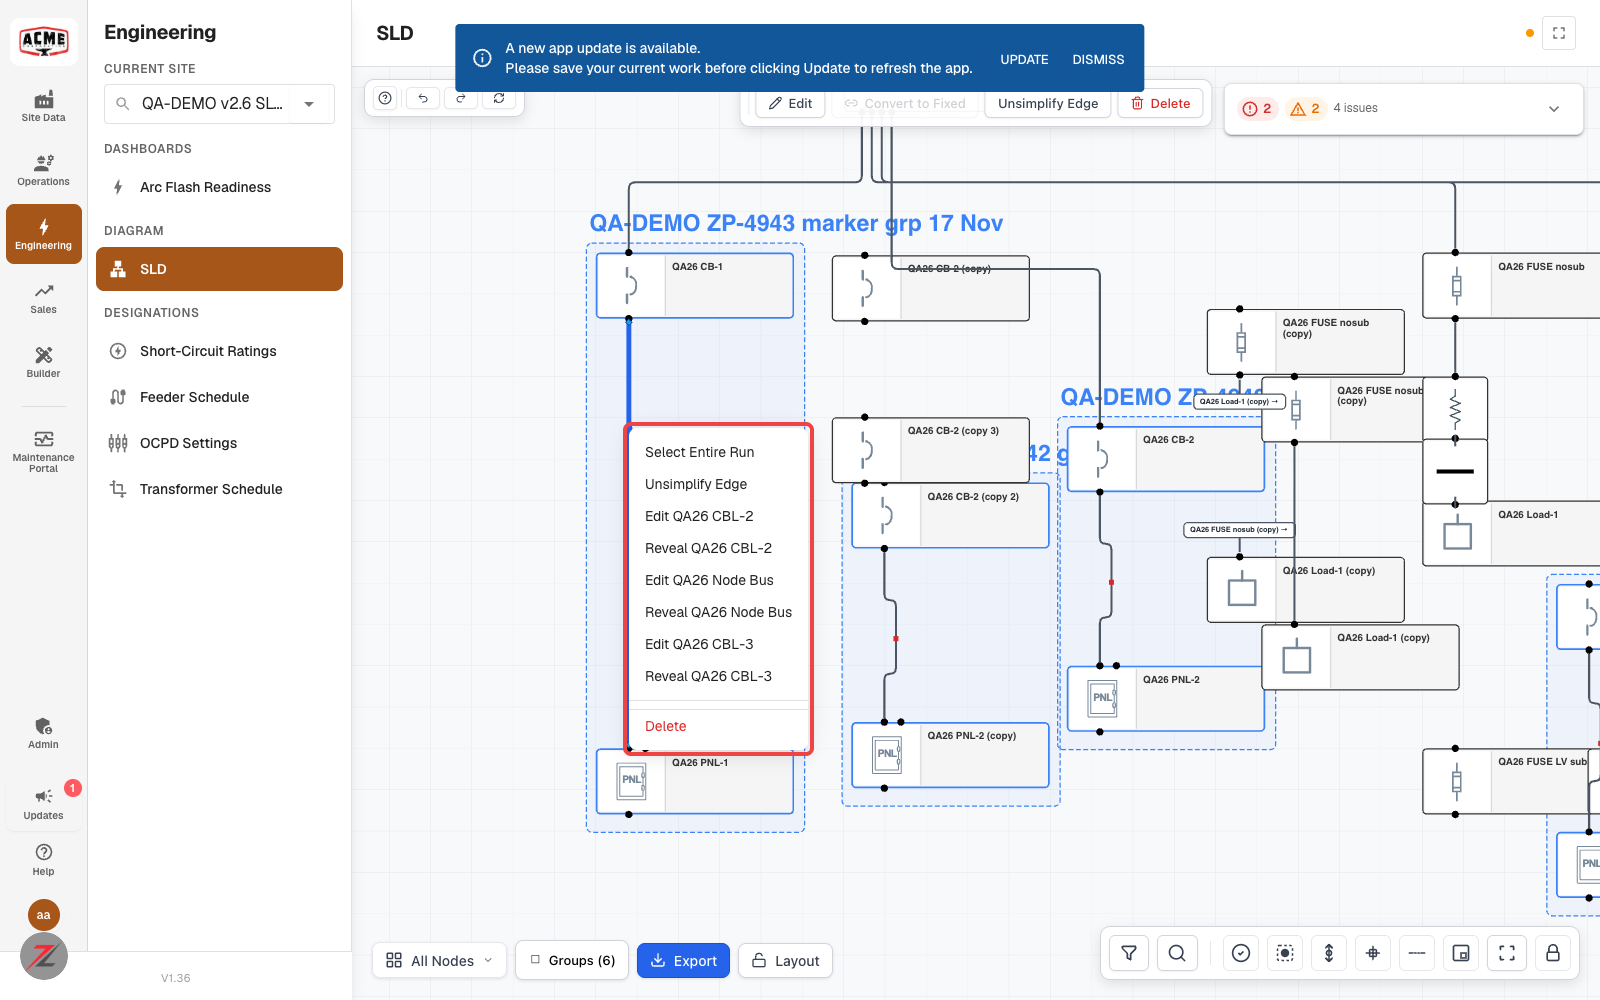 ACME
Site Data
Operations
Engineering
Sales
Builder
Maintenance
Portal
Admin
1
Updates
Help
aa
Engineering
CURRENT SITE
QA-DEMO v2.6 SL...
DASHBOARDS
Arc Flash Readiness
DIAGRAM
SLD
DESIGNATIONS
Short-Circuit Ratings
Feeder Schedule
OCPD Settings
Transformer Schedule
V1.36
SLD
A new app update is available.
Please save your current work before clicking Update to refresh the app.
UPDATE
DISMISS
Edit
Convert to Fixed
Unsimplify Edge
Delete
2
2
4 issues
QA-DEMO ZP-4943 marker grp 17 Nov
QA26 CB-1
QA26 CB-2 (copy)
QA26 FUSE nosub
QA26 FUSE nosub
(copy)
QA26 FUSE nosub
(copy)
QA26 Load-1 (copy) →
QA-DEMO
QA26 CB-2 (copy 3)
QA26 CB-2
42 g
QA26 CB-2 (copy 2)
QA26 Load-1
QA26 FUSE nosub (copy) →
QA26 Load-1 (copy)
QA26 Load-1 (copy)
Select Entire Run
Unsimplify Edge
Edit QA26 CBL-2
Reveal QA26 CBL-2
Edit QA26 Node Bus
Reveal QA26 Node Bus
Edit QA26 CBL-3
Reveal QA26 CBL-3
Delete
PNL
QA26 PNL-2
PNL
QA26 PNL-2 (copy)
PNL
QA26 PNL-1
QA26 FUSE LV sub
PNL
All Nodes
Groups (6)
Export
Layout